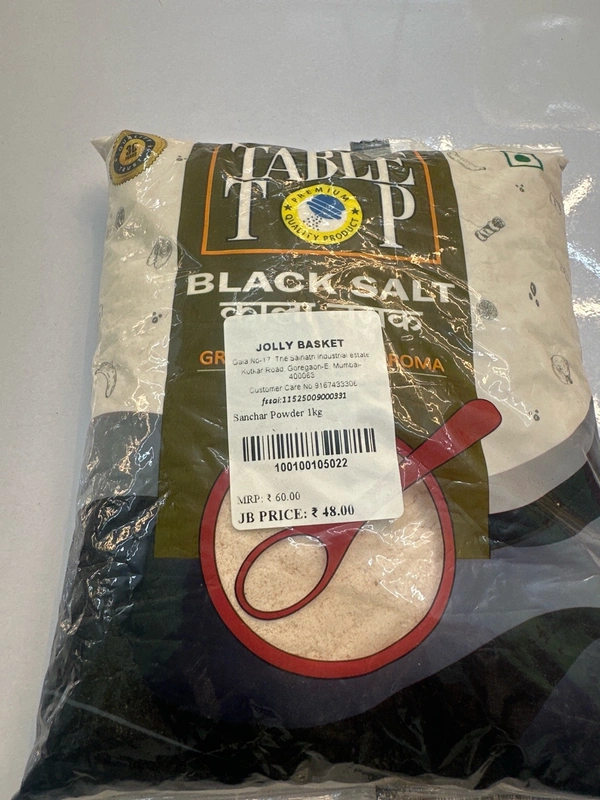 TABLE
TOP
PREMIUM
QUALITY PRODUCT
BLACK SALT
काला
JOLLY BASKET
Gala No-17, The Sainath Industrial estate
Kotkar Road, Goregaon-E, Mumbai-
400063
Customer Care No 9167433306
fssai:11525009000331
Sanchar Powder 1kg
100100105022
MRP: ₹ 60.00
JB PRICE: ₹ 48.00